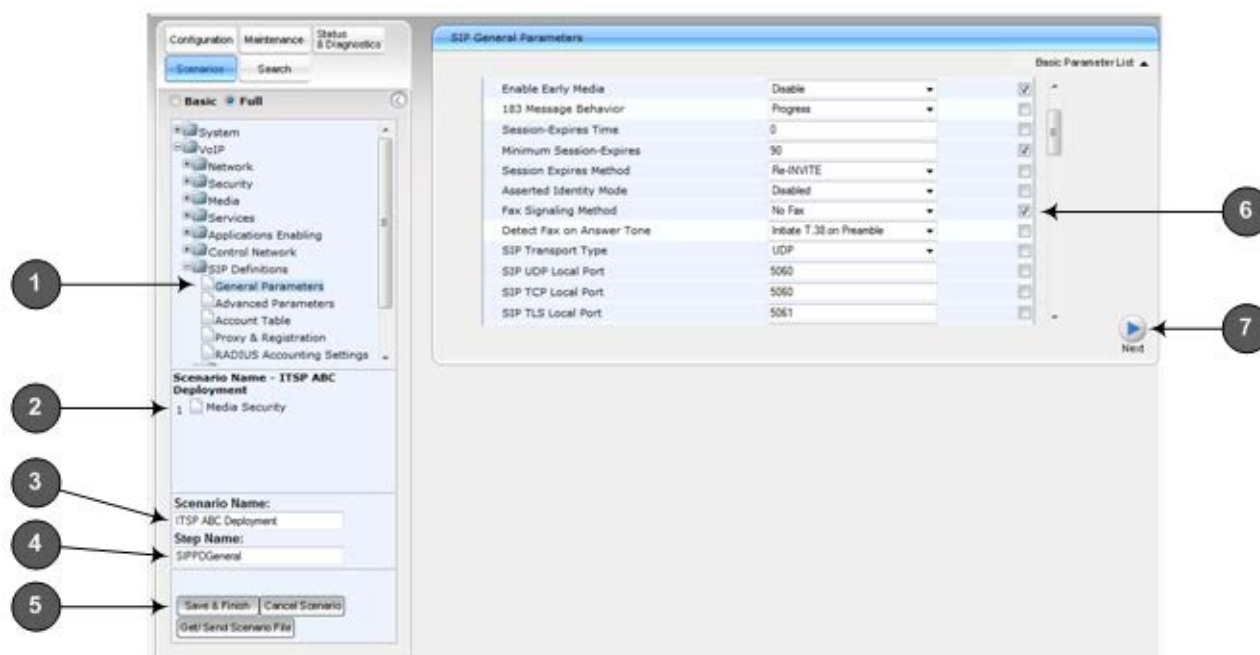 Configuration
Maintenance
Status
& Diagnostics
Scenarios
Search
Basic
Full
System
VoIP
Network
Security
Media
Services
Applications Enabling
Control Network
SIP Definitions
General Parameters
Advanced Parameters
Account Table
Proxy & Registration
RADIUS Accounting Settings
Scenario Name - ITSP ABC
Deployment
1 Media Security
Scenario Name:
ITSP ABC Deployment
Step Name:
SIPPDGeneral
Save & Finish
Cancel Scenario
Get/Send Scenario File
1
2
3
4
5
SIP General Parameters
Basic Parameter List
Enable Early Media Disable
183 Message Behavior Progress
Session-Expires Time 0
Minimum Session-Expires 90
Session Expires Method Re-INVITE
Asserted Identity Mode Disabled
Fax Signaling Method No Fax
Detect Fax on Answer Tone Initiate T.38 on Preamble
SIP Transport Type UDP
SIP UDP Local Port 5060
SIP TCP Local Port 5060
SIP TLS Local Port 5061
Next
6
7